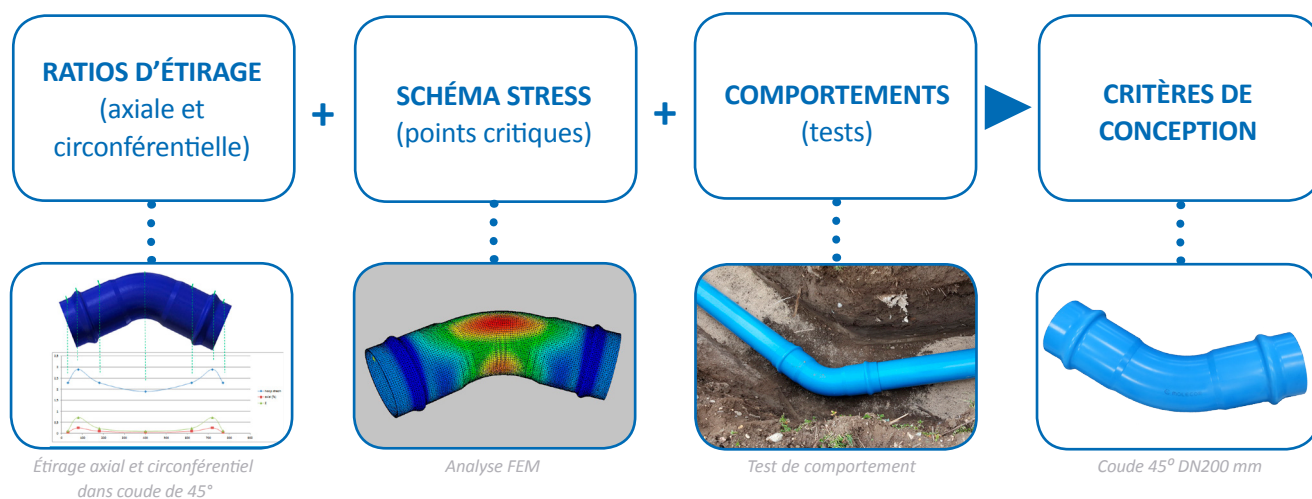 RATIOS D'ÉTIRAGE
(axiale et
circonférentielle)
+
SCHÉMA STRESS
(points critiques)
+
COMPORTEMENTS
(tests)
CRITÈRES DE
CONCEPTION
Étirage axial et circonférentiel
dans coude de 45°
Analyse FEM
Test de comportement
Coude 45º DN200 mm